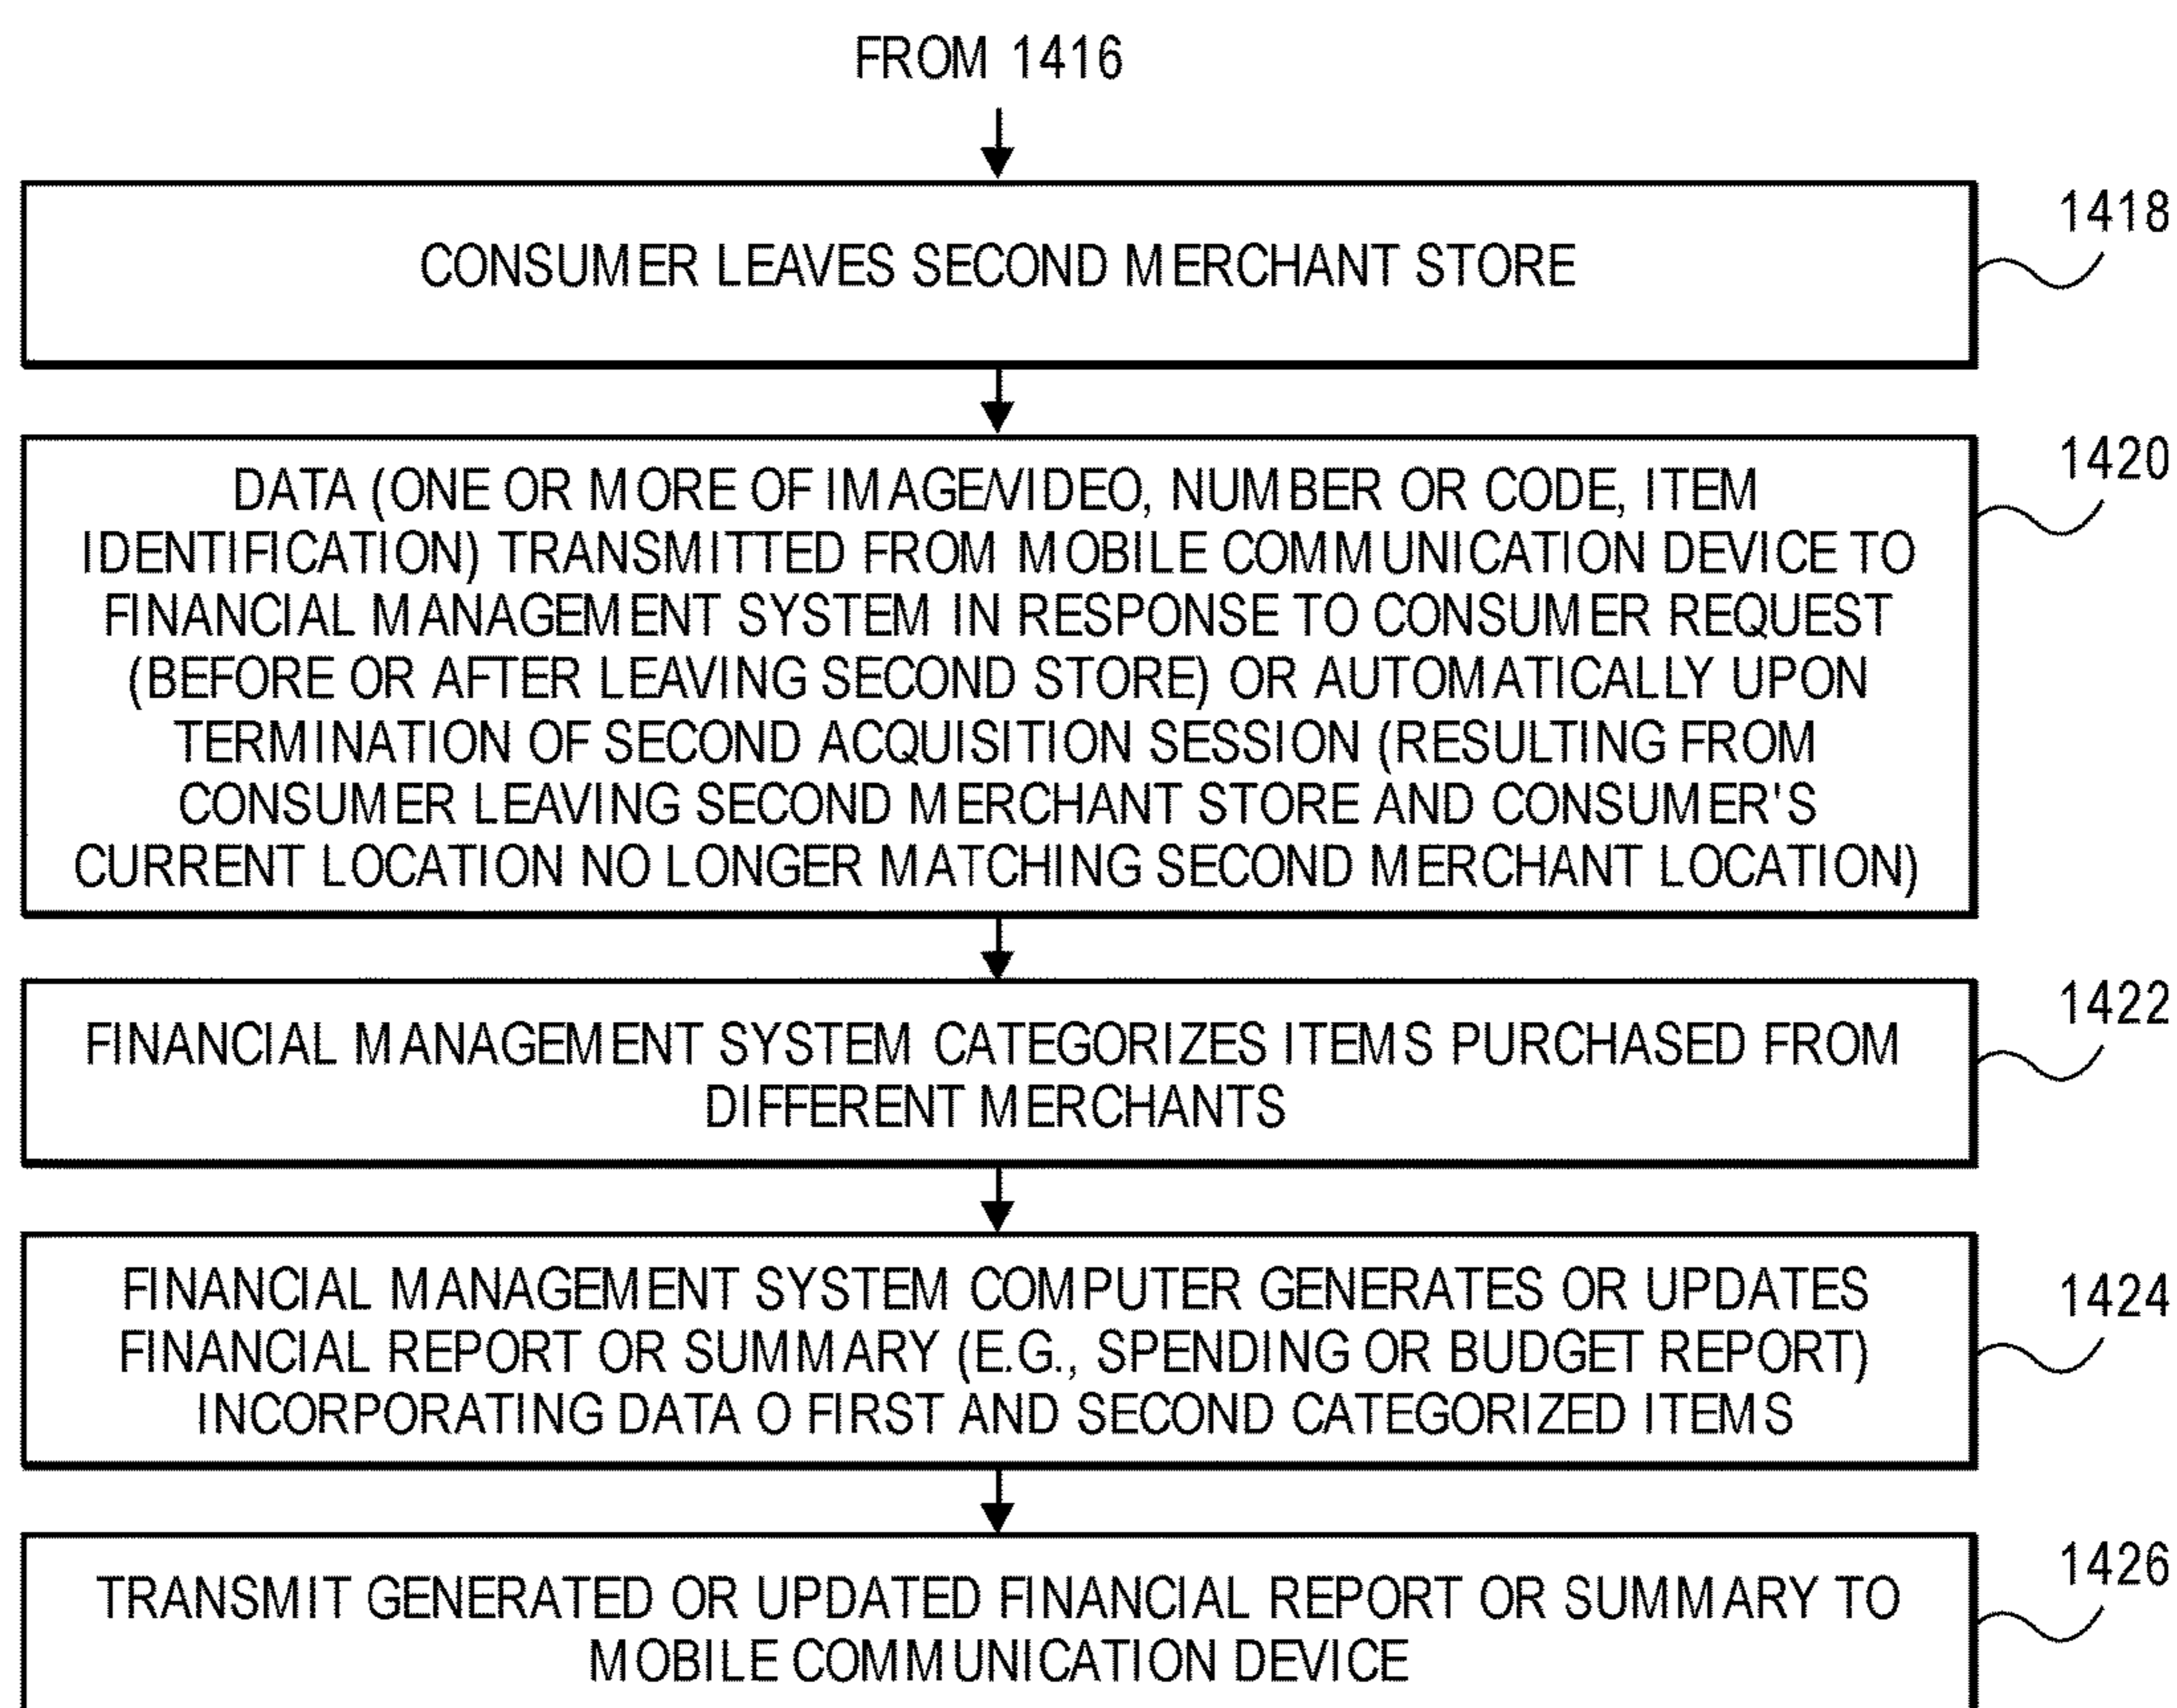 FROM 1416
CONSUMER LEAVES SECOND MERCHANT STORE
1418
DATA (ONE OR MORE OF IMAGE/VIDEO, NUMBER OR CODE, ITEM
IDENTIFICATION) TRANSMITTED FROM MOBILE COMMUNICATION DEVICE TO
FINANCIAL MANAGEMENT SYSTEM IN RESPONSE TO CONSUMER REQUEST
(BEFORE OR AFTER LEAVING SECOND STORE) OR AUTOMATICALLY UPON
TERMINATION OF SECOND ACQUISITION SESSION (RESULTING FROM
CONSUMER LEAVING SECOND MERCHANT STORE AND CONSUMER'S
CURRENT LOCATION NO LONGER MATCHING SECOND MERCHANT LOCATION)
1420
FINANCIAL MANAGEMENT SYSTEM CATEGORIZES ITEMS PURCHASED FROM
DIFFERENT MERCHANTS
1422
FINANCIAL MANAGEMENT SYSTEM COMPUTER GENERATES OR UPDATES
FINANCIAL REPORT OR SUMMARY (E.G., SPENDING OR BUDGET REPORT)
INCORPORATING DATA O FIRST AND SECOND CATEGORIZED ITEMS
1424
TRANSMIT GENERATED OR UPDATED FINANCIAL REPORT OR SUMMARY TO
MOBILE COMMUNICATION DEVICE
1426